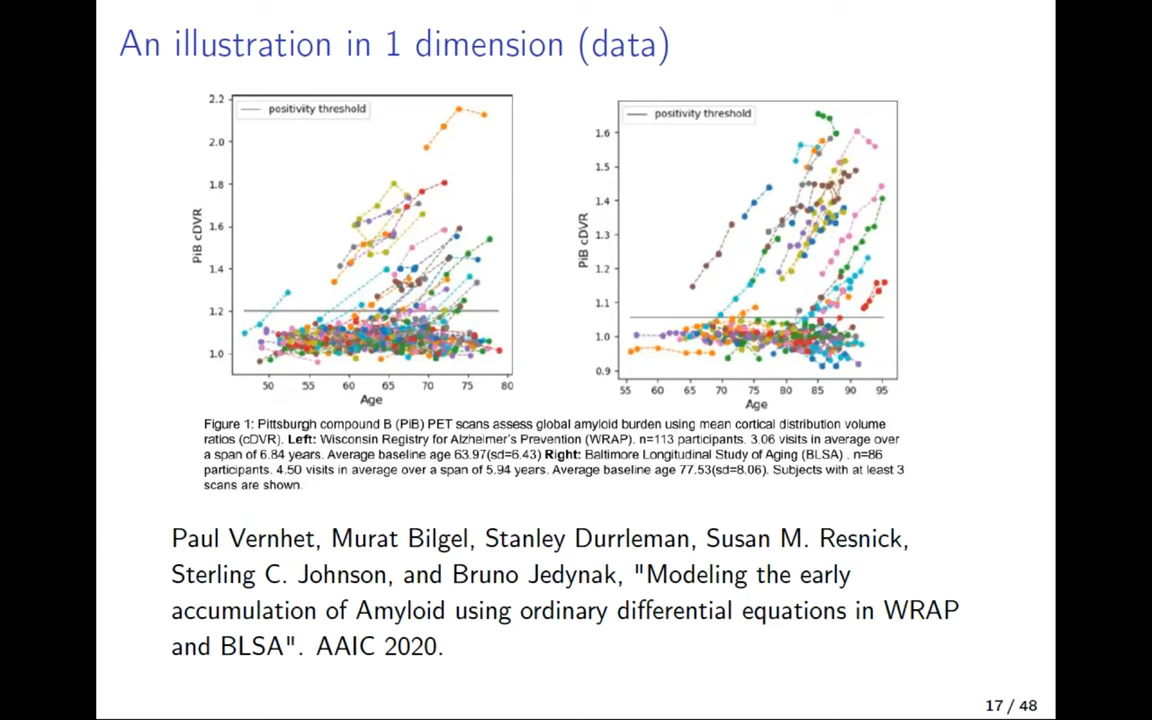 An illustration in 1 dimension (data)
positivity threshold
2.2
2.0
1.8
1.6
1.4
1.2
1.0
PiB cDVR
50 55 60 65 70 75 80
Age
positivity threshold
1.6
1.5
1.4
1.3
1.2
1.1
1.0
0.9
PiB cDVR
55 60 65 70 75 80 85 90 95
Age
Figure 1: Pittsburgh compound B (PiB) PET scans assess global amyloid burden using mean cortical distribution volume
ratios (cDVR). Left: Wisconsin Registry for Alzheimer's Prevention (WRAP). n=113 participants. 3.06 visits in average over
a span of 6.84 years. Average baseline age 63.97(sd=6.43) Right: Baltimore Longitudinal Study of Aging (BLSA) . n=86
participants. 4.50 visits in average over a span of 5.94 years. Average baseline age 77.53(sd=8.06). Subjects with at least 3
scans are shown.
Paul Vernhet, Murat Bilgel, Stanley Durrleman, Susan M. Resnick,
Sterling C. Johnson, and Bruno Jedynak, "Modeling the early
accumulation of Amyloid using ordinary differential equations in WRAP
and BLSA". AAIC 2020.
17 / 48